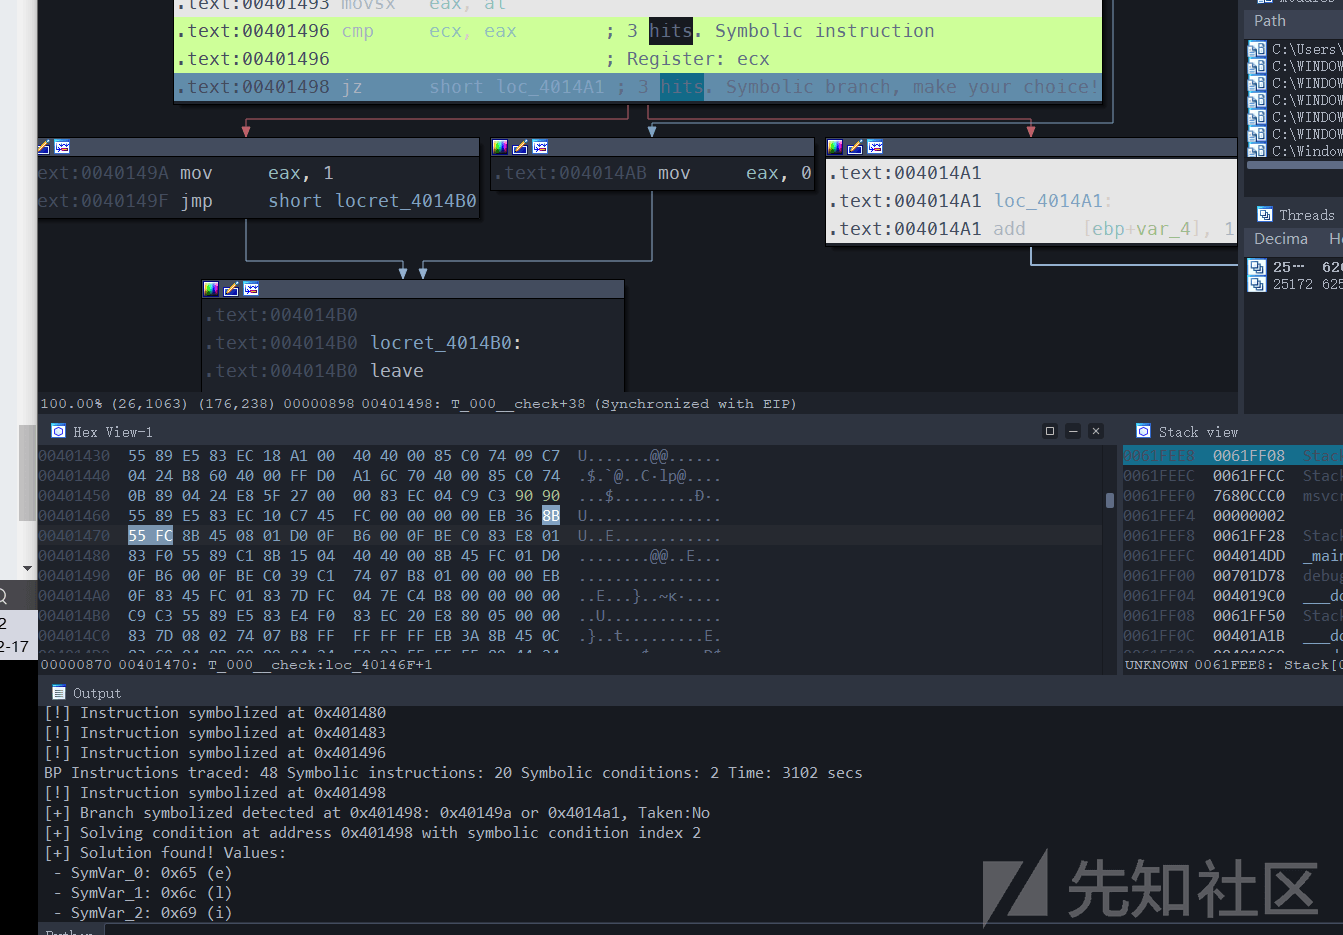 .text:00401493 movsx   eax, al
.text:00401496 cmp     ecx, eax          ; 3 hits. Symbolic instruction
.text:00401496                           ; Register: ecx
.text:00401498 jz      short loc_4014A1 ; 3 hits. Symbolic branch, make your choice!
ext:0040149A mov     eax, 1
ext:0040149F jmp     short locret_4014B0
.text:004014AB mov     eax, 0
.text:004014A1
.text:004014A1 loc_4014A1:
.text:004014A1 add     [ebp+var_4], 1
.text:004014B0
.text:004014B0 locret_4014B0:
.text:004014B0 leave
100.00% (26,1063) (176,238) 00000898 00401498: T_000__check+38 (Synchronized with EIP)
Path
C:\Users\
C:\WINDOW
C:\WINDOW
C:\WINDOW
C:\WINDOW
C:\WINDOW
C:\Window
Threads
Decima He
25… 626
25172 625
Hex View-1
00401430 55 89 E5 83 EC 18 A1 00 40 40 00 85 C0 74 09 C7 U.......@@......
00401440 04 24 B8 60 40 00 FF D0 A1 6C 70 40 00 85 C0 74 .$.`@..C·lp@....
00401450 0B 89 04 24 E8 5F 27 00 00 83 EC 04 C9 C3 90 90 ...$.........Ð·.
00401460 55 89 E5 83 EC 10 C7 45 FC 00 00 00 00 EB 36 8B U...............
00401470 55 FC 8B 45 08 01 D0 0F B6 00 0F BE C0 83 E8 01 U..E............
00401480 83 F0 55 89 C1 8B 15 04 40 40 00 8B 45 FC 01 D0 ........@@..E...
00401490 0F B6 00 0F BE C0 39 C1 74 07 B8 01 00 00 00 EB ................
004014A0 0F 83 45 FC 01 83 7D FC 04 7E C4 B8 00 00 00 00 ..E...}..~κ·....
004014B0 C9 C3 55 89 E5 83 E4 F0 83 EC 20 E8 80 05 00 00 ..U.............
004014C0 83 7D 08 02 74 07 B8 FF FF FF FF EB 3A 8B 45 0C .}..t.........E.
00000870 00401470: T_000__check:loc_40146F+1
Stack view
0061FEE8 0061FF08 Stack
0061FEEC 0061FFCC Stac
0061FEF0 7680CCC0 msvcr
0061FEF4 00000002
0061FEF8 0061FF28 Stack
0061FEFC 004014DD _main
0061FF00 00701D78 debug
0061FF04 004019C0 ___do
0061FF08 0061FF50 Stack
0061FF0C 00401A1B ___do
UNKNOWN 0061FEE8: Stack[0
2
2-17
Output
[!] Instruction symbolized at 0x401480
[!] Instruction symbolized at 0x401483
[!] Instruction symbolized at 0x401496
BP Instructions traced: 48 Symbolic instructions: 20 Symbolic conditions: 2 Time: 3102 secs
[!] Instruction symbolized at 0x401498
[+] Branch symbolized detected at 0x401498: 0x40149a or 0x4014a1, Taken:No
[+] Solving condition at address 0x401498 with symbolic condition index 2
[+] Solution found! Values:
- SymVar_0: 0x65 (e)
- SymVar_1: 0x6c (l)
- SymVar_2: 0x69 (i)
先知社区